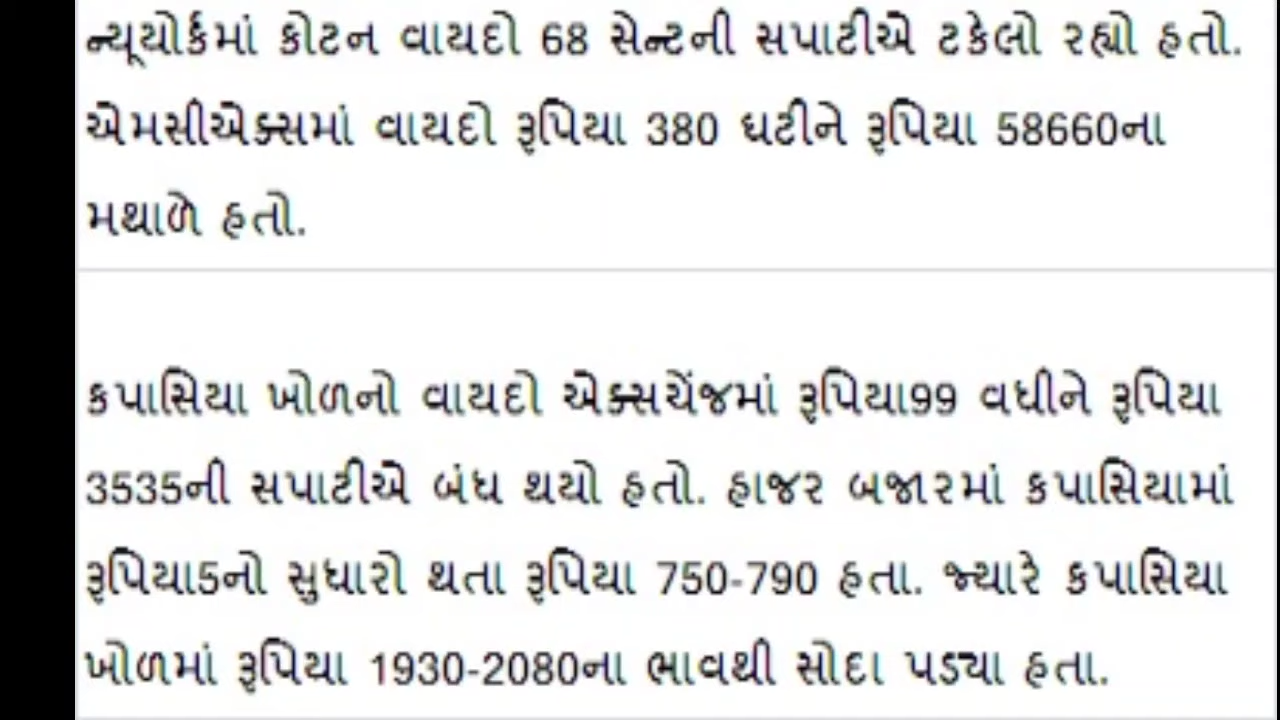 ન્યૂયોર્કમાં કોટન વાયદો 68 સેન્ટની સપાટીએ ટકેલો રહ્યો હતો.
એમસીએક્સમાં વાયદો રૂપિયા 380 ઘટીને રૂપિયા 58660ના
મથાળે હતો.
કપાસિયા ખોળનો વાયદો એક્સચેંજમાં રૂપિયા99 વધીને રૂપિયા
3535ની સપાટીએ બંધ થયો હતો. હાજર બજારમાં કપાસિયામાં
રૂપિયા5નો સુધારો થતા રૂપિયા 750-790 હતા. જ્યારે કપાસિયા
ખોળમાં રૂપિયા 1930-2080ના ભાવથી સોદા પડ્યા હતા.